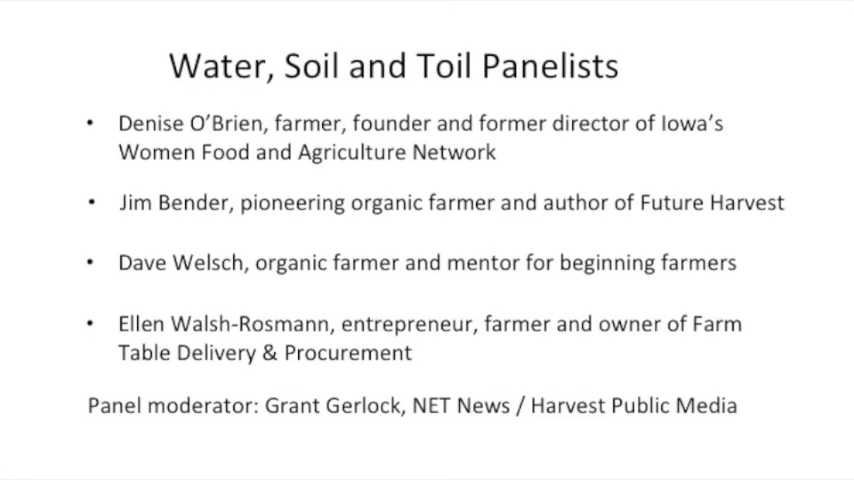 Water, Soil and Toil Panelists
• Denise O’Brien, farmer, founder and former director of Iowa’s
Women Food and Agriculture Network
• Jim Bender, pioneering organic farmer and author of Future Harvest
• Dave Welsch, organic farmer and mentor for beginning farmers
• Ellen Walsh-Rosmann, entrepreneur, farmer and owner of Farm
Table Delivery & Procurement
Panel moderator: Grant Gerlock, NET News / Harvest Public Media